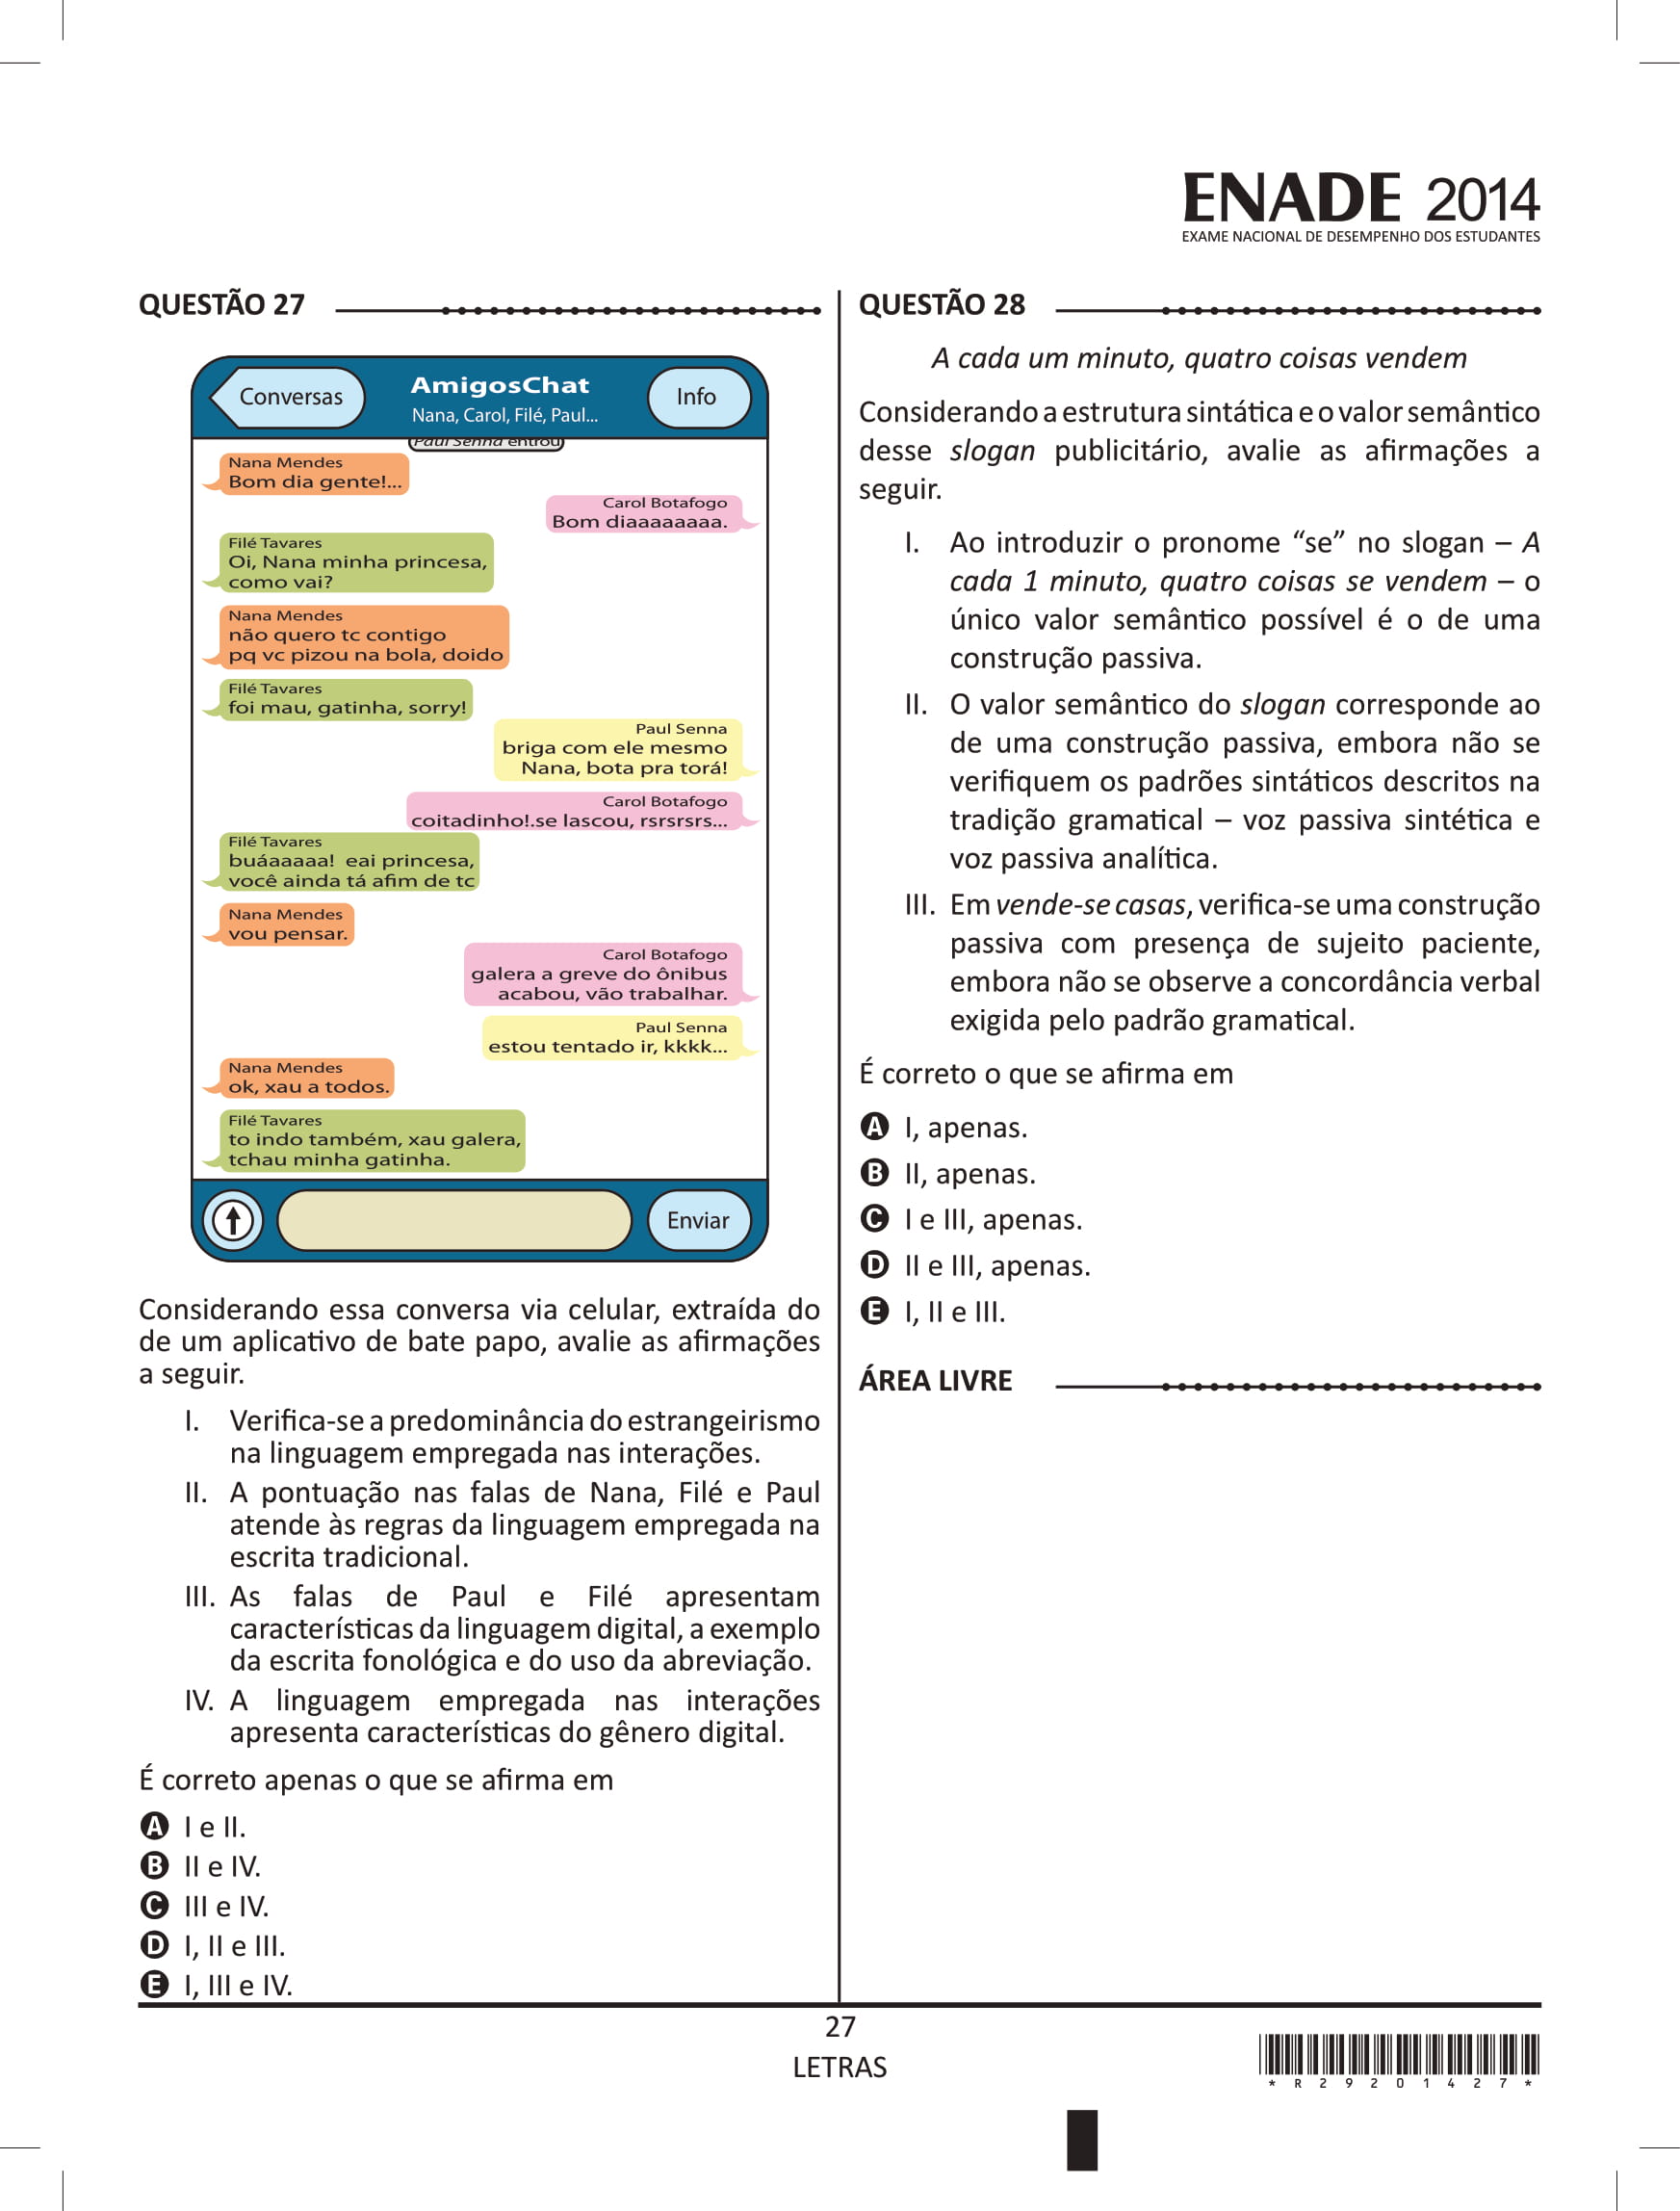 ENADE 2014
EXAME NACIONAL DE DESEMPENHO DOS ESTUDANTES
QUESTÃO 27
Conversas
AmigosChat
Nana, Carol, Filé, Paul...
Info
Paul Senna entrou
Nana Mendes
Bom dia gente!...
Carol Botafogo
Bom diaaaaaaaa.
Filé Tavares
Oi, Nana minha princesa,
como vai?
Nana Mendes
não quero tc contigo
pq vc pizou na bola, doido
Filé Tavares
foi mau, gatinha, sorry!
Paul Senna
briga com ele mesmo
Nana, bota pra torá!
Carol Botafogo
coitadinho!.se lascou, rsrsrsrs...
Filé Tavares
buáaaaaa! eai princesa,
você ainda tá afim de tc
Nana Mendes
vou pensar.
Carol Botafogo
galera a greve do ônibus
acabou, vão trabalhar.
Paul Senna
estou tentado ir, kkkk...
Nana Mendes
ok, xau a todos.
Filé Tavares
to indo também, xau galera,
tchau minha gatinha.
Enviar
Considerando essa conversa via celular, extraída do
de um aplicativo de bate papo, avalie as afirmações
a seguir.
I. Verifica-se a predominância do estrangeirismo
na linguagem empregada nas interações.
II. A pontuação nas falas de Nana, Filé e Paul
atende às regras da linguagem empregada na
escrita tradicional.
III. As falas de Paul e Filé apresentam
características da linguagem digital, a exemplo
da escrita fonológica e do uso da abreviação.
IV. A linguagem empregada nas interações
apresenta características do gênero digital.
É correto apenas o que se afirma em
A I e II.
B II e IV.
C III e IV.
D I, II e III.
E I, III e IV.
QUESTÃO 28
A cada um minuto, quatro coisas vendem
Considerando a estrutura sintática e o valor semântico
desse slogan publicitário, avalie as afirmações a
seguir.
I. Ao introduzir o pronome “se” no slogan – A
cada 1 minuto, quatro coisas se vendem – o
único valor semântico possível é o de uma
construção passiva.
II. O valor semântico do slogan corresponde ao
de uma construção passiva, embora não se
verifiquem os padrões sintáticos descritos na
tradição gramatical – voz passiva sintética e
voz passiva analítica.
III. Em vende-se casas, verifica-se uma construção
passiva com presença de sujeito paciente,
embora não se observe a concordância verbal
exigida pelo padrão gramatical.
É correto o que se afirma em
A I, apenas.
B II, apenas.
C I e III, apenas.
D II e III, apenas.
E I, II e III.
ÁREA LIVRE
27
LETRAS
* R 2 9 2 0 1 4 2 7 *